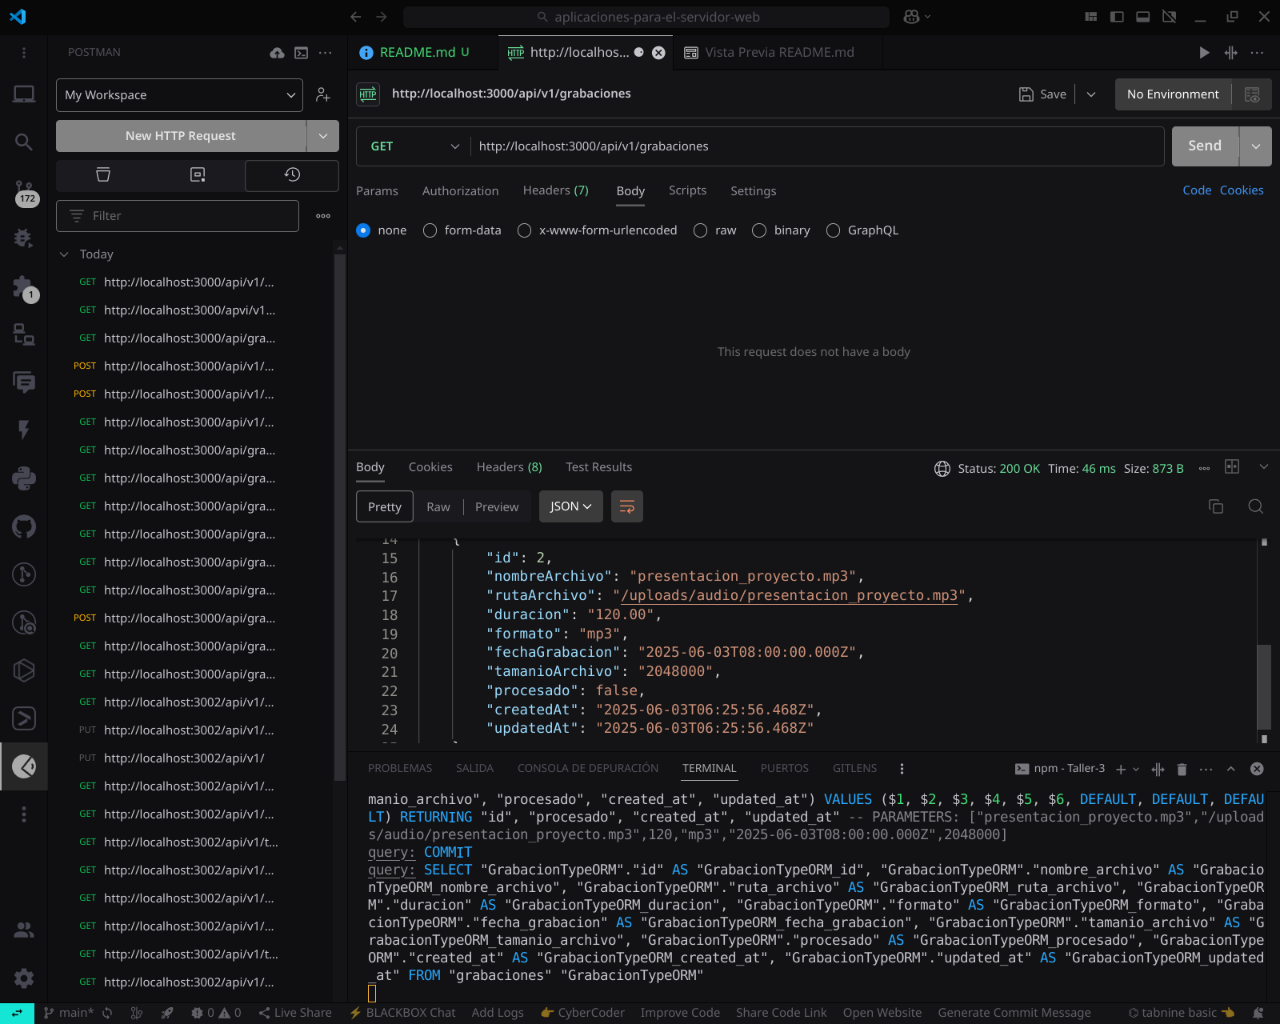 aplicaciones-para-el-servidor-web
POSTMAN
README.md U
http://localhos...
Vista Previa README.md
My Workspace
http://localhost:3000/api/v1/grabaciones
Save
No Environment
New HTTP Request
GET
http://localhost:3000/api/v1/grabaciones
Send
Params
Authorization
Headers (7)
Body
Scripts
Settings
Code
Cookies
172
Filter
none
form-data
x-www-form-urlencoded
raw
binary
GraphQL
Today
GET http://localhost:3000/api/v1/...
1
GET http://localhost:3000/apvi/v1...
GET http://localhost:3000/api/gra...
This request does not have a body
POST http://localhost:3000/api/v1/...
POST http://localhost:3000/api/v1/...
GET http://localhost:3000/api/v1/...
GET http://localhost:3000/api/gra...
GET http://localhost:3000/api/gra...
GET http://localhost:3000/api/gra...
GET http://localhost:3000/api/gra...
GET http://localhost:3000/api/gra...
GET http://localhost:3000/api/gra...
POST http://localhost:3000/api/gra...
GET http://localhost:3000/api/gra...
GET http://localhost:3000/api/gra...
GET http://localhost:3002/api/v1/...
PUT http://localhost:3002/api/v1/...
PUT http://localhost:3002/api/v1/
GET http://localhost:3002/api/v1/...
GET http://localhost:3002/api/v1/...
GET http://localhost:3002/api/v1/t...
GET http://localhost:3002/api/v1/...
GET http://localhost:3002/api/v1/...
GET http://localhost:3002/api/v1/...
GET http://localhost:3002/api/v1/t...
GET http://localhost:3002/api/v1/...
Body
Cookies
Headers (8)
Test Results
Status: 200 OK Time: 46 ms Size: 873 B
Pretty
Raw
Preview
JSON
14 {
15 "id": 2,
16 "nombreArchivo": "presentacion_proyecto.mp3",
17 "rutaArchivo": "/uploads/audio/presentacion_proyecto.mp3",
18 "duracion": "120.00",
19 "formato": "mp3",
20 "fechaGrabacion": "2025-06-03T08:00:00.000Z",
21 "tamanioArchivo": "2048000",
22 "procesado": false,
23 "createdAt": "2025-06-03T06:25:56.468Z",
24 "updatedAt": "2025-06-03T06:25:56.468Z"
PROBLEMAS
SALIDA
CONSOLA DE DEPURACIÓN
TERMINAL
PUERTOS
GITLENS
npm - Taller-3
manio_archivo", "procesado", "created_at", "updated_at") VALUES ($1, $2, $3, $4, $5, $6, DEFAULT, DEFAULT, DEFAU
LT) RETURNING "id", "procesado", "created_at", "updated_at" -- PARAMETERS: ["presentacion_proyecto.mp3","/upload
s/audio/presentacion_proyecto.mp3",120,"mp3","2025-06-03T08:00:00.000Z",2048000]
query: COMMIT
query: SELECT "GrabacionTypeORM"."id" AS "GrabacionTypeORM_id", "GrabacionTypeORM"."nombre_archivo" AS "Grabacio
nTypeORM_nombre_archivo", "GrabacionTypeORM"."ruta_archivo" AS "GrabacionTypeORM_ruta_archivo", "GrabacionTypeOR
M"."duracion" AS "GrabacionTypeORM_duracion", "GrabacionTypeORM"."formato" AS "GrabacionTypeORM_formato", "Graba
cionTypeORM"."fecha_grabacion" AS "GrabacionTypeORM_fecha_grabacion", "GrabacionTypeORM"."tamanio_archivo" AS "G
rabacionTypeORM_tamanio_archivo", "GrabacionTypeORM"."procesado" AS "GrabacionTypeORM_procesado", "GrabacionType
ORM"."created_at" AS "GrabacionTypeORM_created_at", "GrabacionTypeORM"."updated_at" AS "GrabacionTypeORM_updated
_at" FROM "grabaciones" "GrabacionTypeORM"
main*
0
0
Live Share
BLACKBOX Chat
Add Logs
CyberCoder
Improve Code
Share Code Link
Open Website
Generate Commit Message
tabnine basic